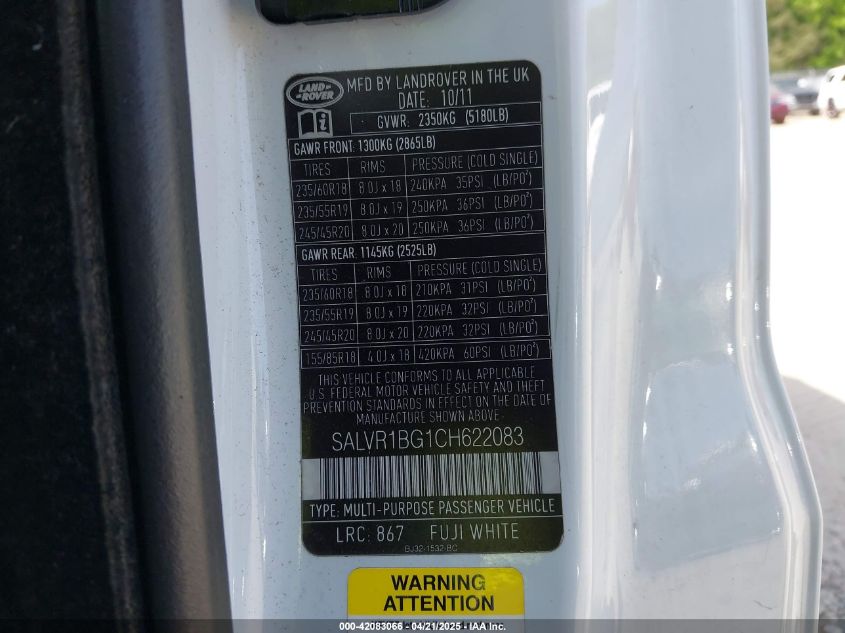 LAND ROVER
MFD BY LANDROVER IN THE UK
DATE: 10/11
GVWR: 2350KG (5180LB)
GAWR FRONT: 1300KG (2865LB)
TIRES RIMS PRESSURE (COLD SINGLE)
235/60R18 8.0J x 18 240KPA 35PSI (LB/PO²)
235/55R19 8.0J x 19 250KPA 36PSI (LB/PO²)
245/45R20 8.0J x 20 250KPA 36PSI (LB/PO²)
GAWR REAR: 1145KG (2525LB)
TIRES RIMS PRESSURE (COLD SINGLE)
235/60R18 8.0J x 18 210KPA 31PSI (LB/PO²)
235/55R19 8.0J x 19 220KPA 32PSI (LB/PO²)
245/45R20 8.0J x 20 220KPA 32PSI (LB/PO²)
155/85R18 4.0J x 18 420KPA 60PSI (LB/PO²)
THIS VEHICLE CONFORMS TO ALL APPLICABLE
U.S. FEDERAL MOTOR VEHICLE SAFETY AND THEFT
PREVENTION STANDARDS IN EFFECT ON THE DATE OF
MANUFACTURE SHOWN ABOVE.
SALVR1BG1CH622083
TYPE: MULTI-PURPOSE PASSENGER VEHICLE
LRC: 867 FUJI WHITE
BJ32-1532-BC
WARNING
ATTENTION
000-42083066 - 04/21/2025 - IAA Inc.